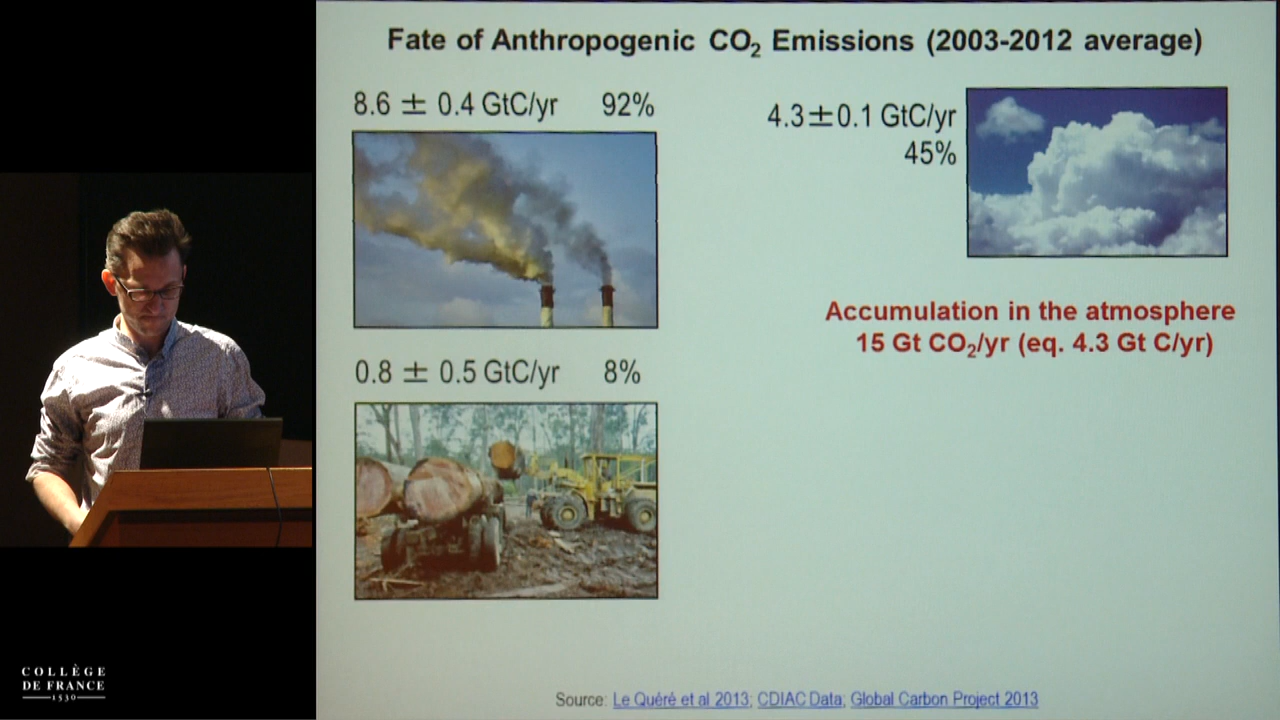 Fate of Anthropogenic CO₂ Emissions (2003-2012 average)
8.6 ± 0.4 GtC/yr 92%
4.3±0.1 GtC/yr
45%
Accumulation in the atmosphere
15 Gt CO₂/yr (eq. 4.3 Gt C/yr)
0.8 ± 0.5 GtC/yr 8%
Source: Le Quéré et al 2013; CDIAC Data; Global Carbon Project 2013
COLLÈGE
DE FRANCE
1530